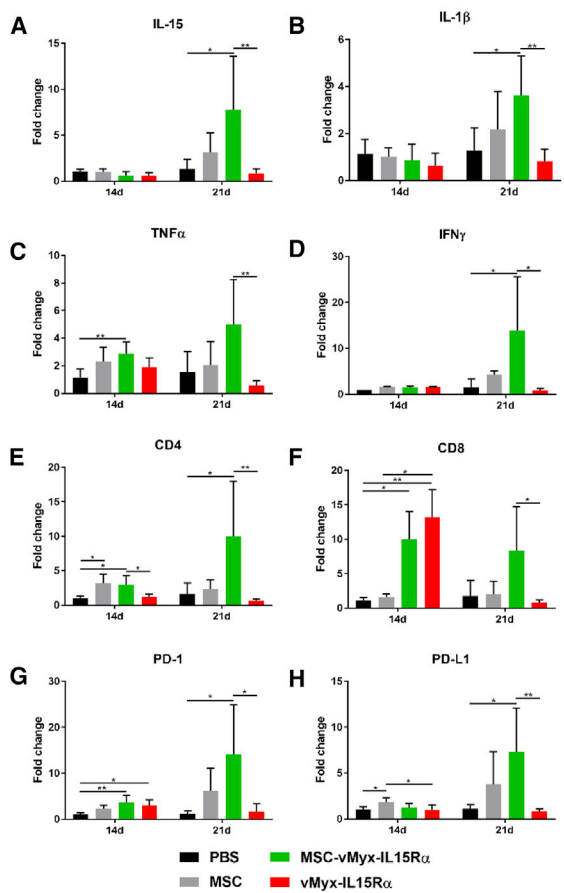 A
IL-15
Fold change
15
10
5
0
*
**
14d
21d
B
IL-1β
Fold change
6
4
2
0
*
**
14d
21d
C
TNFα
Fold change
10
8
6
4
2
0
**
**
14d
21d
D
IFNγ
Fold change
30
20
10
0
*
*
14d
21d
E
CD4
Fold change
20
15
10
5
0
*
*
*
*
**
14d
21d
F
CD8
Fold change
20
15
10
5
0
*
**
*
*
14d
21d
G
PD-1
Fold change
30
20
10
0
*
**
*
*
14d
21d
H
PD-L1
Fold change
15
10
5
0
*
*
*
**
14d
21d
PBS
MSC-vMyx-IL15Rα
MSC
vMyx-IL15Rα